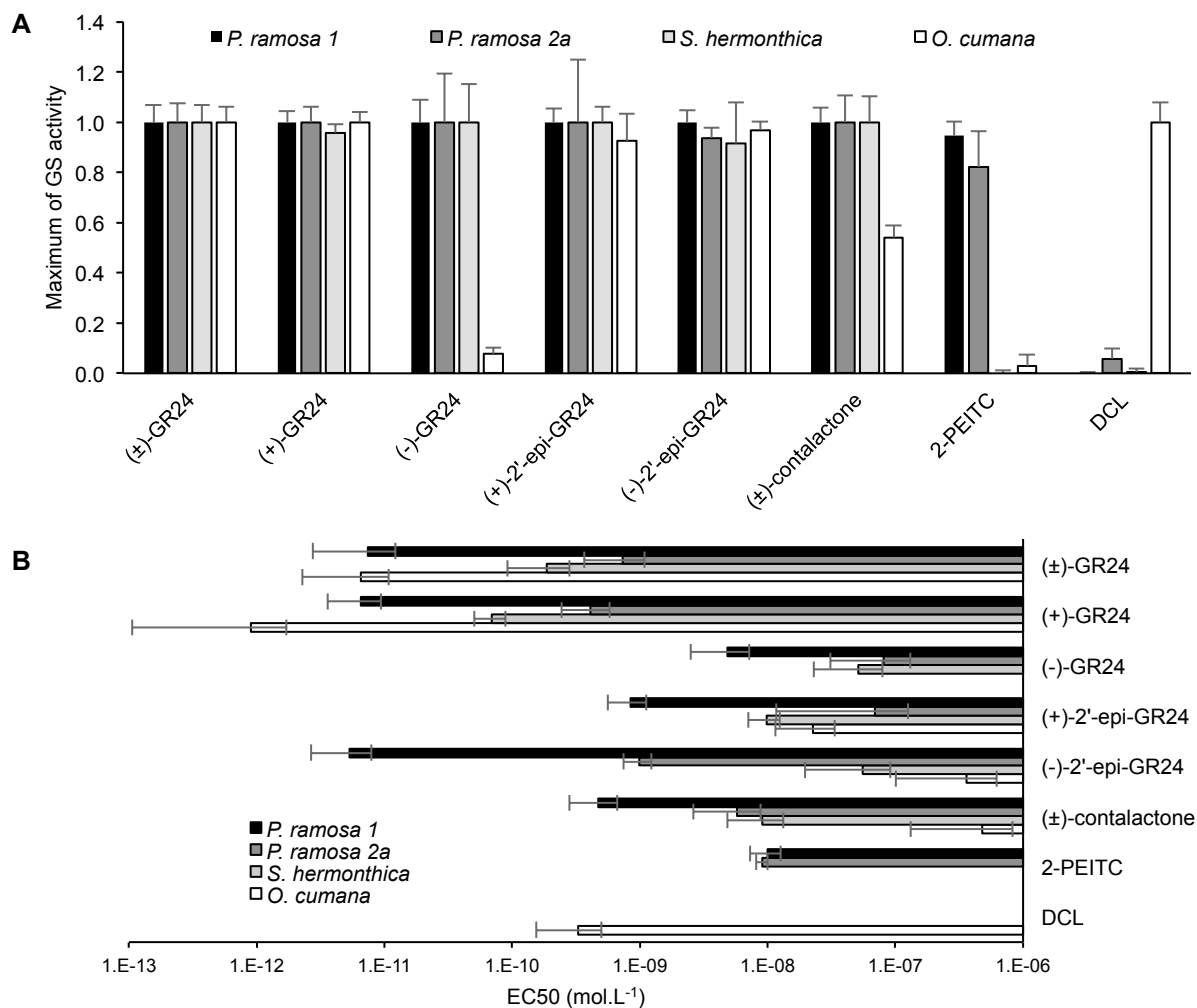 A
P. ramosa 1 P. ramosa 2a S. hermonthica O. cumana
Maximum of GS activity
1.4
1.2
1.0
0.8
0.6
0.4
0.2
0.0
(±)-GR24
(+)-GR24
(-)-GR24
(+)-2'-epi-GR24
(-)-2'-epi-GR24
(±)-contalactone
2-PEITC
DCL
B
(±)-GR24
(+)-GR24
(-)-GR24
(+)-2'-epi-GR24
(-)-2'-epi-GR24
(±)-contalactone
2-PEITC
DCL
P. ramosa 1
P. ramosa 2a
S. hermonthica
O. cumana
1.E-13 1.E-12 1.E-11 1.E-10 1.E-09 1.E-08 1.E-07 1.E-06
EC50 (mol.L⁻¹)